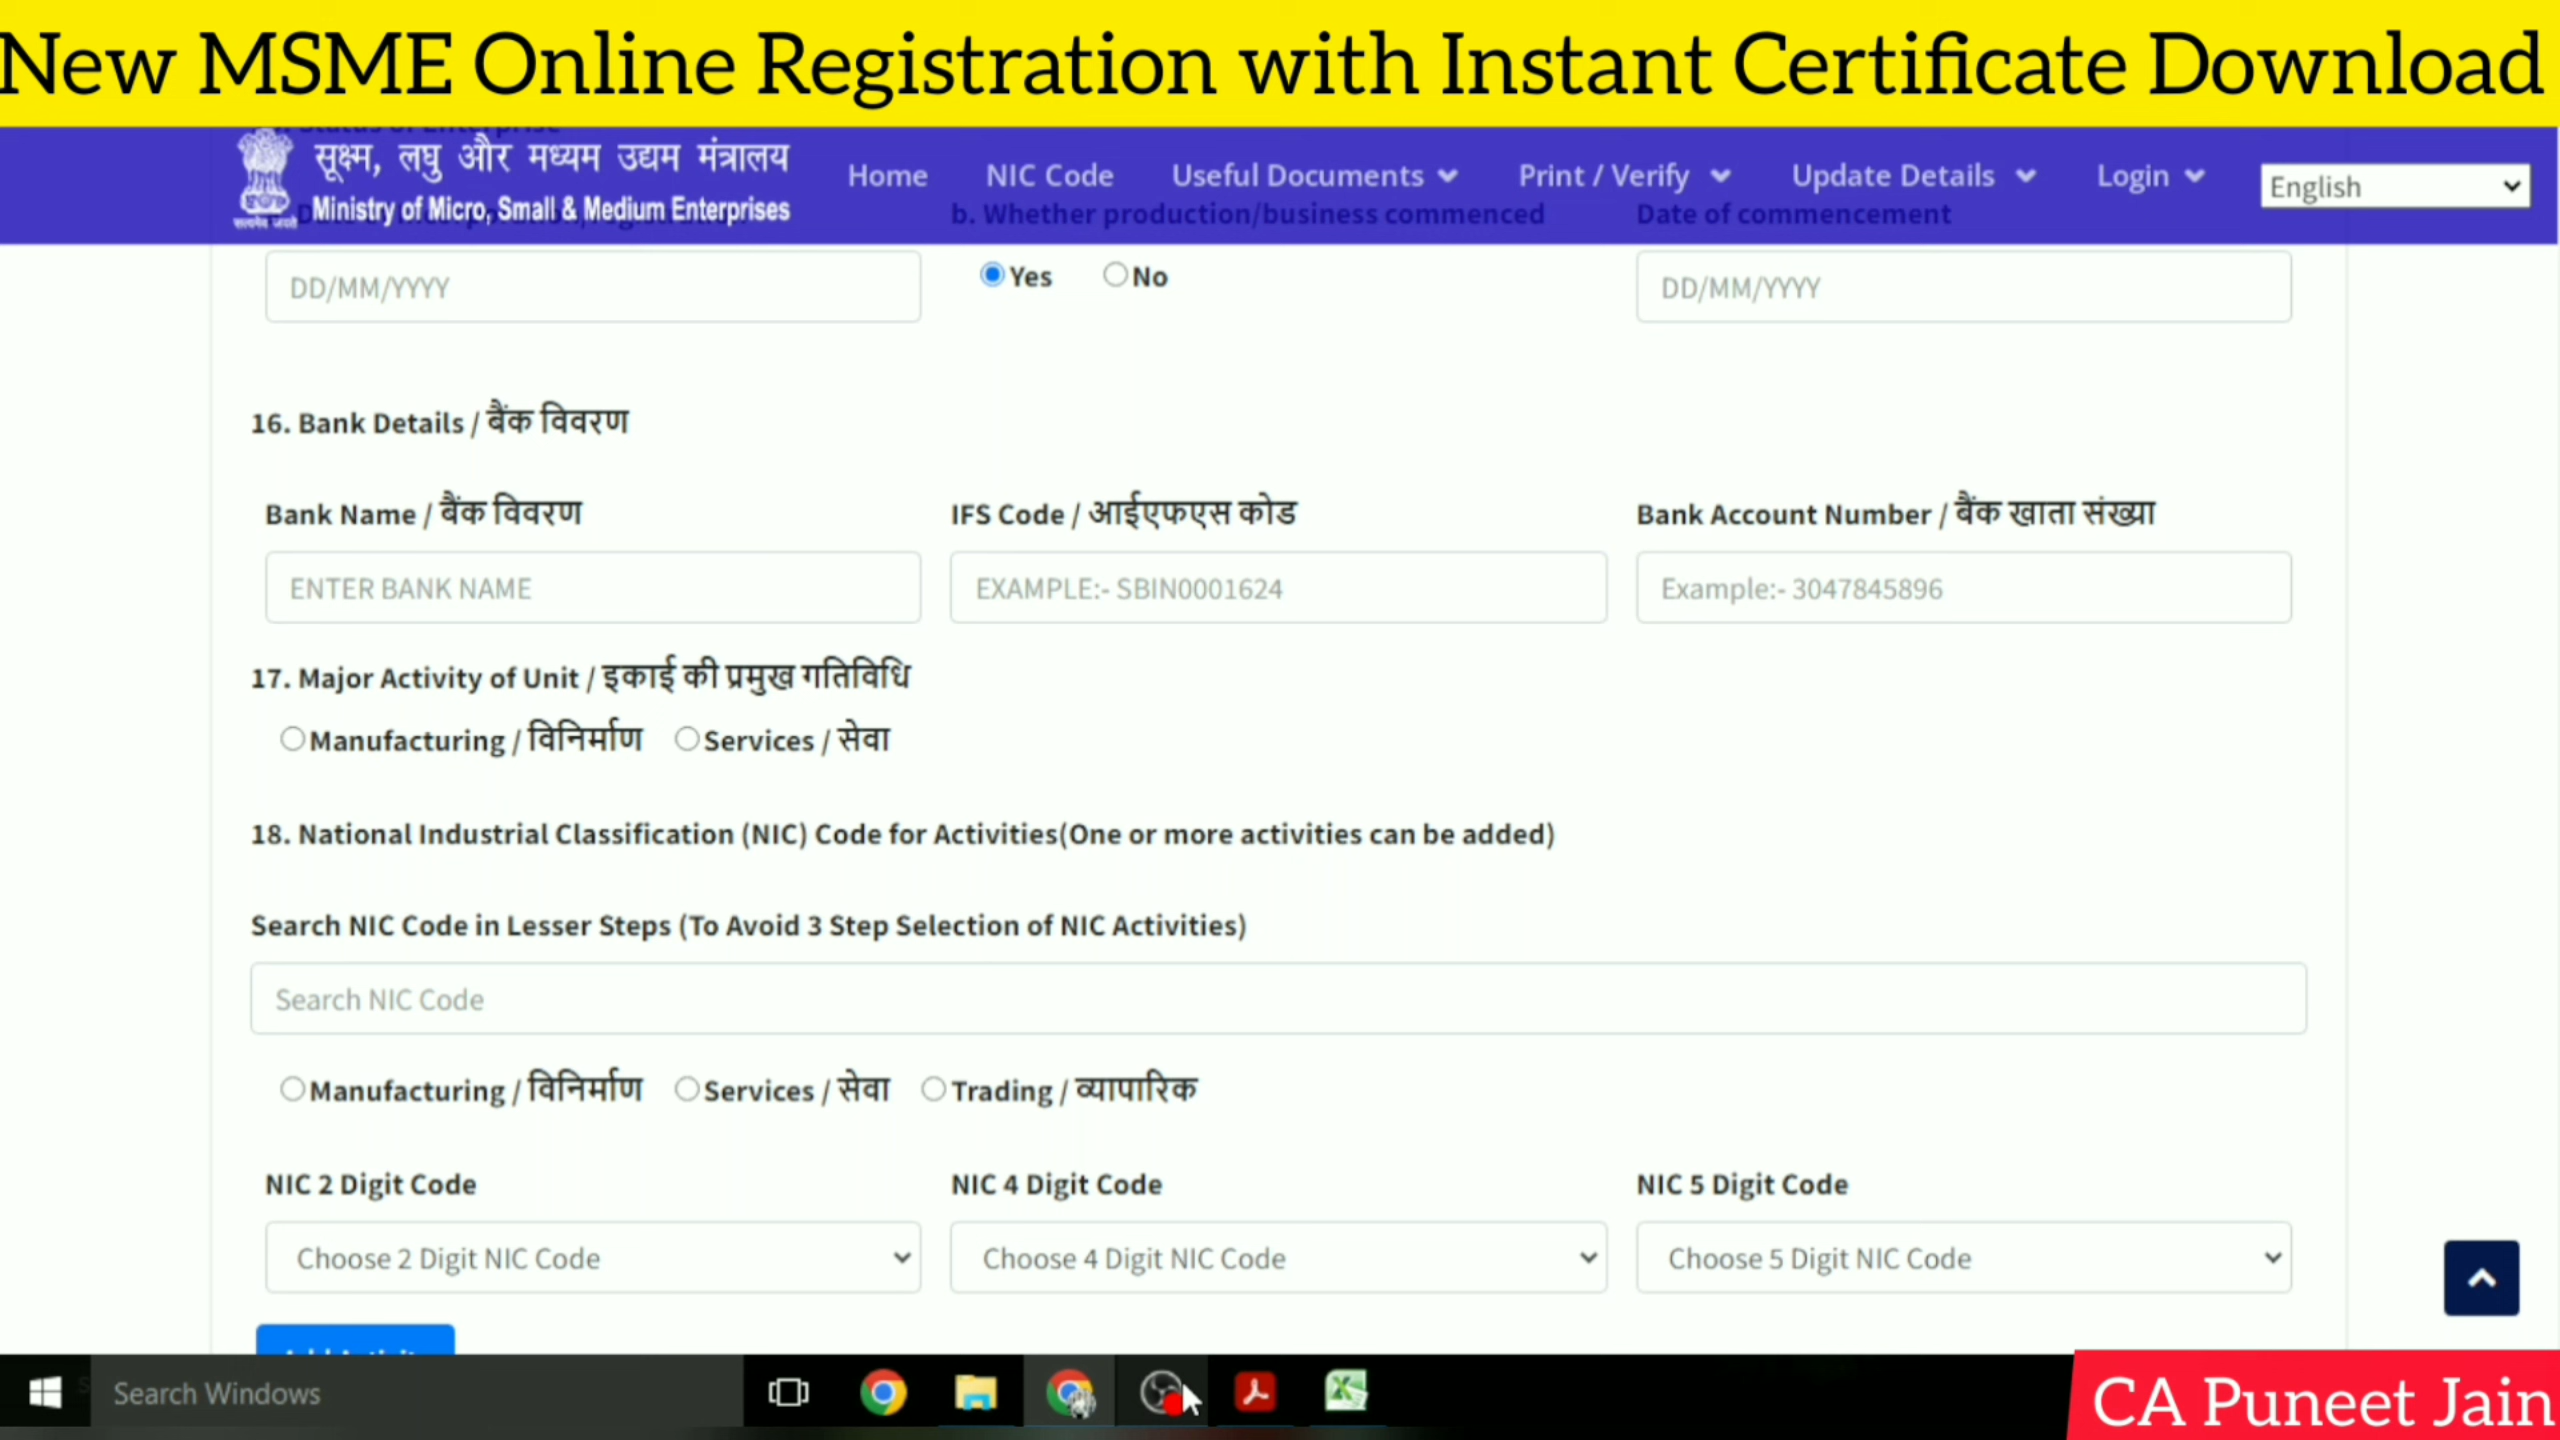 New MSME Online Registration with Instant Certificate Download
Status of Enterprise
सूक्ष्म, लघु और मध्यम उद्यम मंत्रालय
Ministry of Micro, Small & Medium Enterprises
सत्यमेव जयते
Home NIC Code Useful Documents Print / Verify Update Details Login English
b. Whether production/business commenced Date of commencement
DD/MM/YYYY Yes No DD/MM/YYYY
16. Bank Details / बैंक विवरण
Bank Name / बैंक विवरण IFS Code / आईएफएस कोड Bank Account Number / बैंक खाता संख्या
ENTER BANK NAME EXAMPLE:- SBIN0001624 Example:- 3047845896
17. Major Activity of Unit / इकाई की प्रमुख गतिविधि
Manufacturing / विनिर्माण Services / सेवा
18. National Industrial Classification (NIC) Code for Activities(One or more activities can be added)
Search NIC Code in Lesser Steps (To Avoid 3 Step Selection of NIC Activities)
Search NIC Code
Manufacturing / विनिर्माण Services / सेवा Trading / व्यापारिक
NIC 2 Digit Code NIC 4 Digit Code NIC 5 Digit Code
Choose 2 Digit NIC Code Choose 4 Digit NIC Code Choose 5 Digit NIC Code
Search Windows
CA Puneet Jain